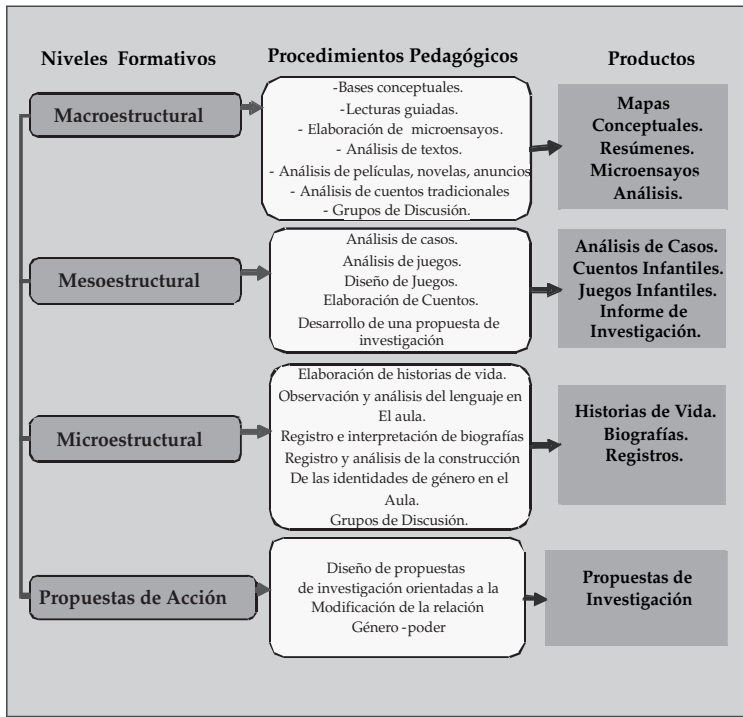 Niveles Formativos
Procedimientos Pedagógicos
Productos
Macroestructural
-Bases conceptuales.
-Lecturas guiadas.
- Elaboración de microensayos.
- Análisis de textos.
- Análisis de películas, novelas, anuncios
- Análisis de cuentos tradicionales
- Grupos de Discusión.
Mapas
Conceptuales.
Resúmenes.
Microensayos
Análisis.
Mesoestructural
Análisis de casos.
Análisis de juegos.
Diseño de Juegos.
Elaboración de Cuentos.
Desarrollo de una propuesta de
investigación
Análisis de Casos.
Cuentos Infantiles.
Juegos Infantiles.
Informe de
Investigación.
Microestructural
Elaboración de historias de vida.
Observación y análisis del lenguaje en
El aula.
Registro e interpretación de biografías
Registro y análisis de la construcción
De las identidades de género en el
Aula.
Grupos de Discusión.
Historias de Vida.
Biografías.
Registros.
Propuestas de Acción
Diseño de propuestas
de investigación orientadas a la
Modificación de la relación
Género -poder
Propuestas de
Investigación